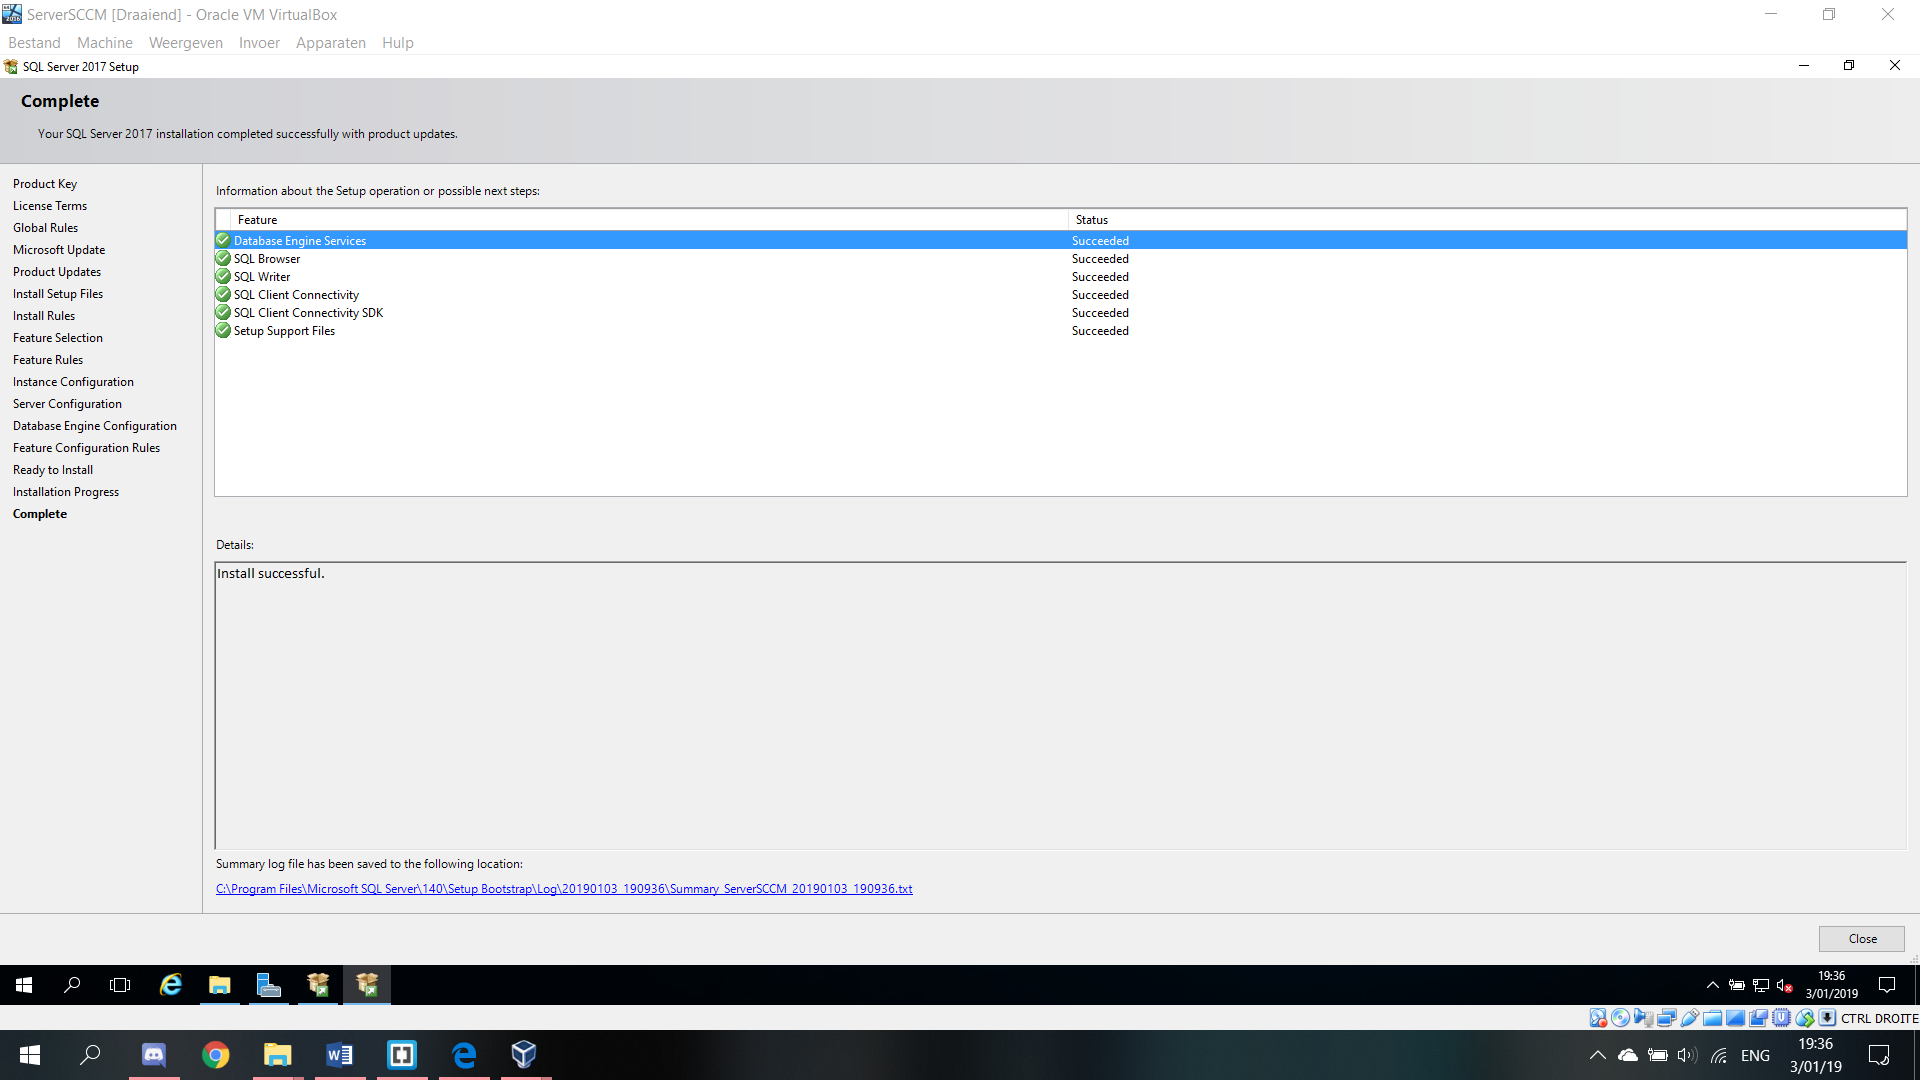 ServerSCCM [Draaiend] - Oracle VM VirtualBox
Bestand Machine Weergeven Invoer Apparaten Hulp
SQL Server 2017 Setup
Complete
Your SQL Server 2017 installation completed successfully with product updates.
Product Key
License Terms
Global Rules
Microsoft Update
Product Updates
Install Setup Files
Install Rules
Feature Selection
Feature Rules
Instance Configuration
Server Configuration
Database Engine Configuration
Feature Configuration Rules
Ready to Install
Installation Progress
Complete
Information about the Setup operation or possible next steps:
Feature Status
Database Engine Services Succeeded
SQL Browser Succeeded
SQL Writer Succeeded
SQL Client Connectivity Succeeded
SQL Client Connectivity SDK Succeeded
Setup Support Files Succeeded
Details:
Install successful.
Summary log file has been saved to the following location:
C:\Program Files\Microsoft SQL Server\140\Setup Bootstrap\Log\20190103_190936\Summary_ServerSCCM_20190103_190936.txt
Close
19:36
3/01/2019
CTRL DROITE
ENG
19:36
3/01/19